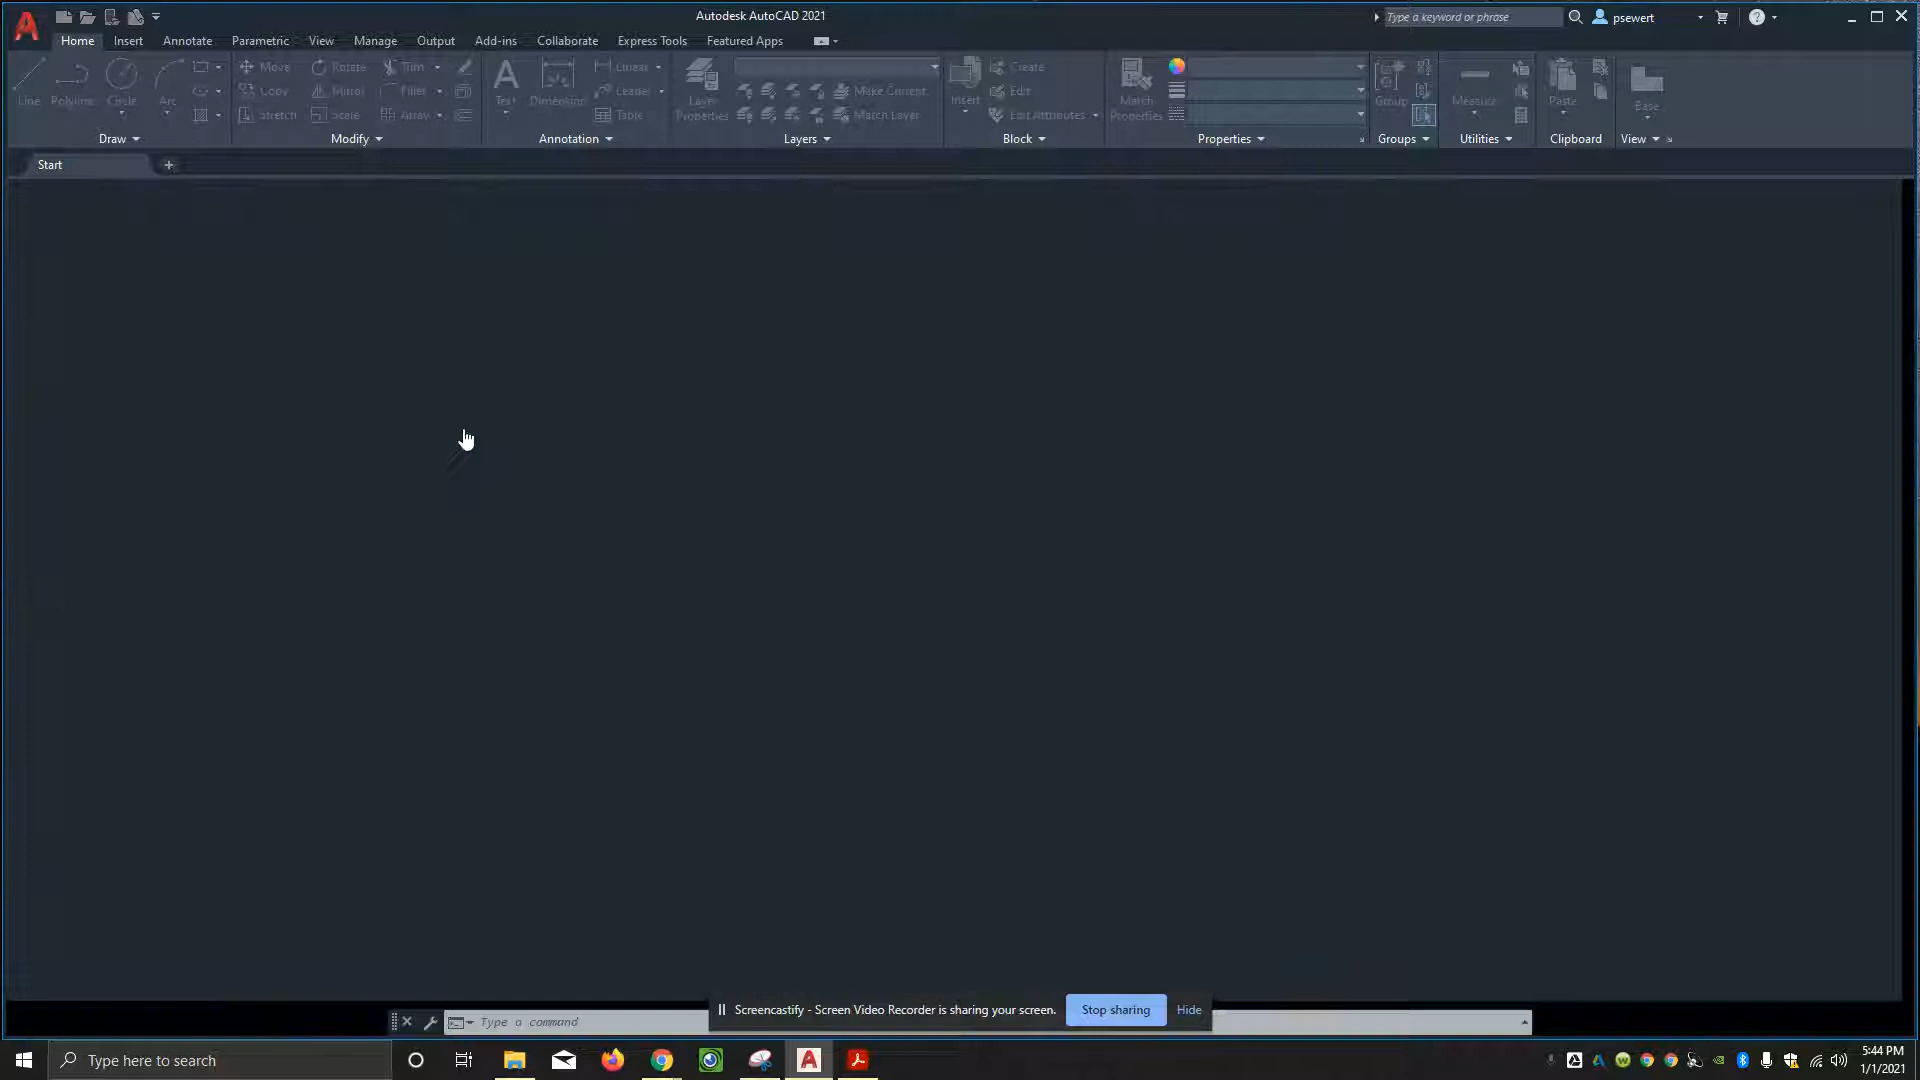 Autodesk AutoCAD 2021
Type a keyword or phrase
psewert
Home Insert Annotate Parametric View Manage Output Add-ins Collaborate Express Tools Featured Apps
Line Polyline Circle Arc
Move Rotate Trim
Copy Mirror Fillet
Stretch Scale Array
Text Dimension
Linear
Leader
Table
Layer Properties
Make Current
Match Layer
Insert
Create
Edit
Edit Attributes
Match Properties
Group
Measure
Paste
Base
Draw Modify Annotation Layers Block Properties Groups Utilities Clipboard View
Start
Type a command
Screencastify - Screen Video Recorder is sharing your screen.
Stop sharing
Hide
Type here to search
5:44 PM
1/1/2021